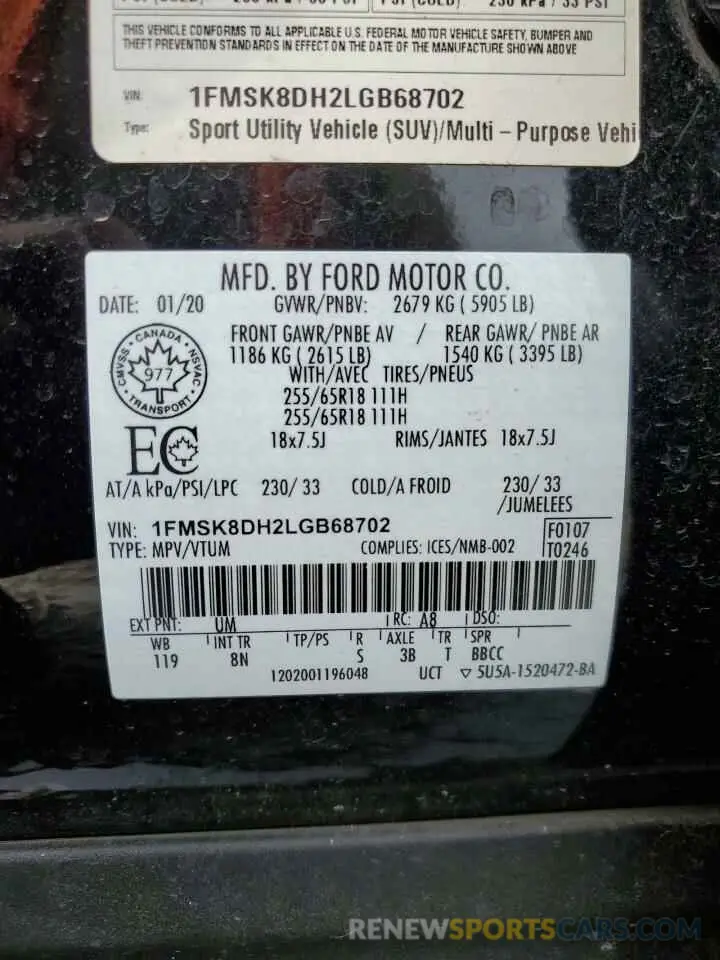 230 kPa / 33 PSI
THIS VEHICLE CONFORMS TO ALL APPLICABLE U.S. FEDERAL MOTOR VEHICLE SAFETY, BUMPER AND
THEFT PREVENTION STANDARDS IN EFFECT ON THE DATE OF THE MANUFACTURE SHOWN ABOVE
VIN: 1FMSK8DH2LGB68702
Type: Sport Utility Vehicle (SUV)/Multi - Purpose Vehi
MFD. BY FORD MOTOR CO.
DATE: 01/20 GVWR/PNBV: 2679 KG ( 5905 LB)
FRONT GAWR/PNBE AV / REAR GAWR/ PNBE AR
1186 KG ( 2615 LB) 1540 KG ( 3395 LB)
WITH/AVEC TIRES/PNEUS
255/65R18 111H
255/65R18 111H
18x7.5J RIMS/JANTES 18x7.5J
CANADA CMVSS NSVAC 977 TRANSPORT
EC
AT/A kPa/PSI/LPC 230/ 33 COLD/A FROID 230/ 33
/JUMELEES
VIN: 1FMSK8DH2LGB68702 F0107
TYPE: MPV/VTUM COMPLIES: ICES/NMB-002 T0246
EXT PNT: UM RC: A8 DSO:
WB INT TR TP/PS R AXLE TR SPR
119 8N S 3B T BBCC
1202001196048 UCT ▽ 5U5A-1520472-BA
RENEWSPORTSCARS.COM